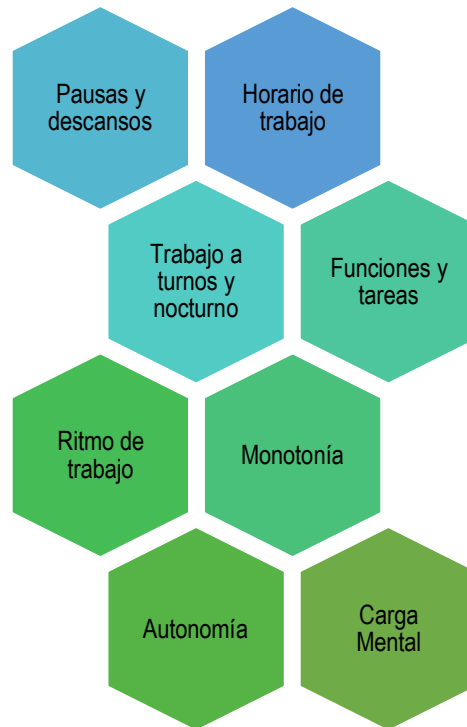 Pausas y
descansos
Horario de
trabajo
Trabajo a
turnos y
nocturno
Funciones y
tareas
Ritmo de
trabajo
Monotonía
Autonomía
Carga
Mental